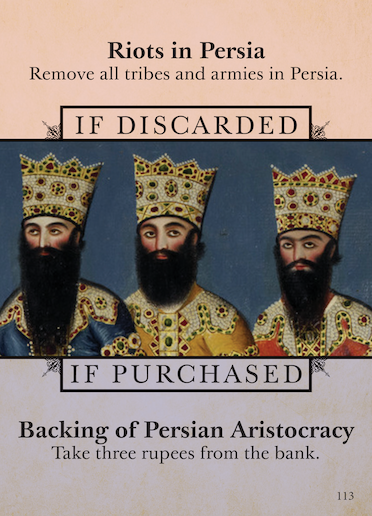 Riots in Persia
Remove all tribes and armies in Persia.
IF DISCARDED
IF PURCHASED
Backing of Persian Aristocracy
Take three rupees from the bank.
113